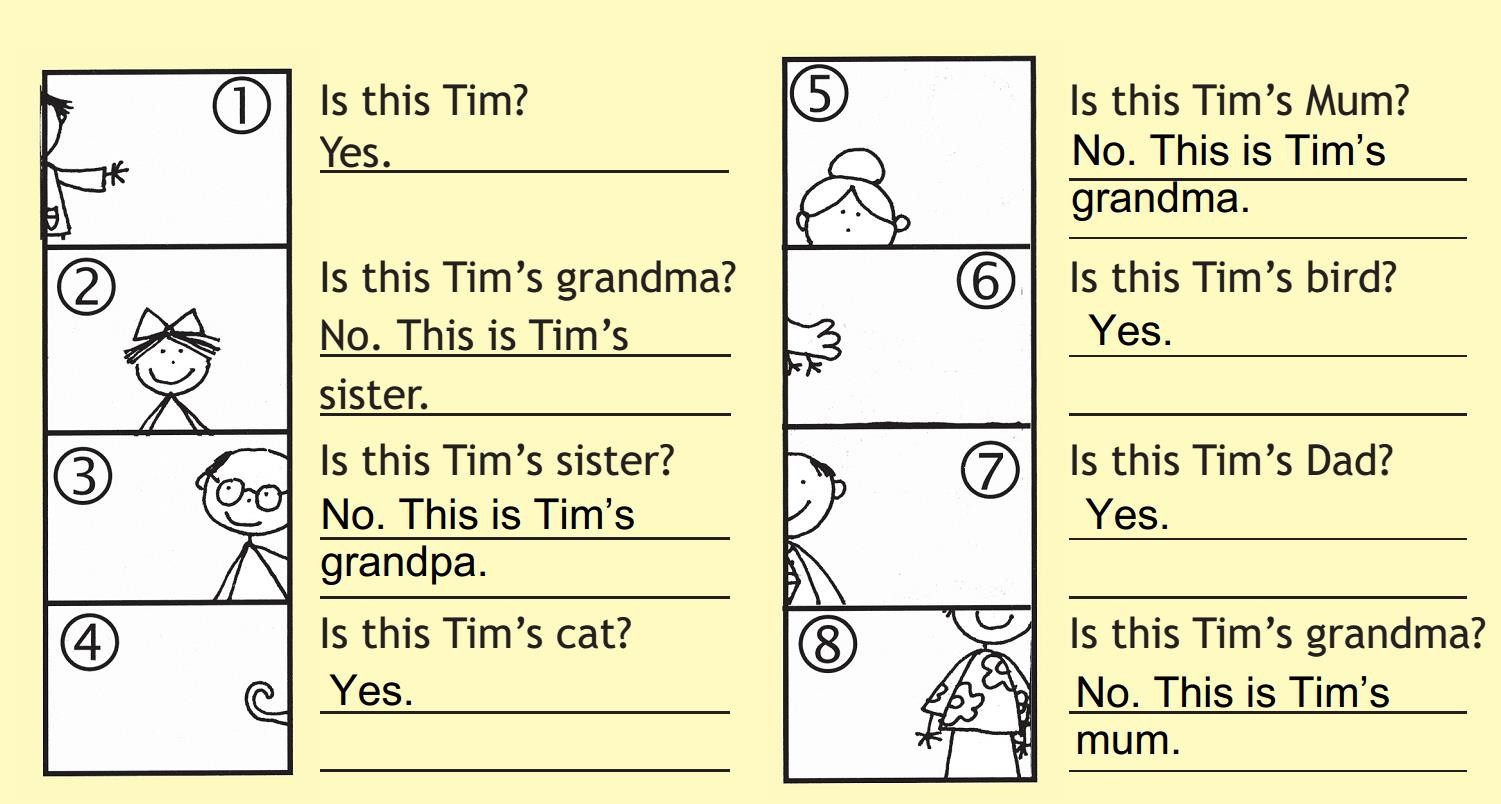 ①
Is this Tim?
Yes.
②
Is this Tim’s grandma?
No. This is Tim’s
sister.
③
Is this Tim’s sister?
No. This is Tim’s
grandpa.
④
Is this Tim’s cat?
Yes.
⑤
Is this Tim’s Mum?
No. This is Tim’s
grandma.
⑥
Is this Tim’s bird?
Yes.
⑦
Is this Tim’s Dad?
Yes.
⑧
Is this Tim’s grandma?
No. This is Tim’s
mum.